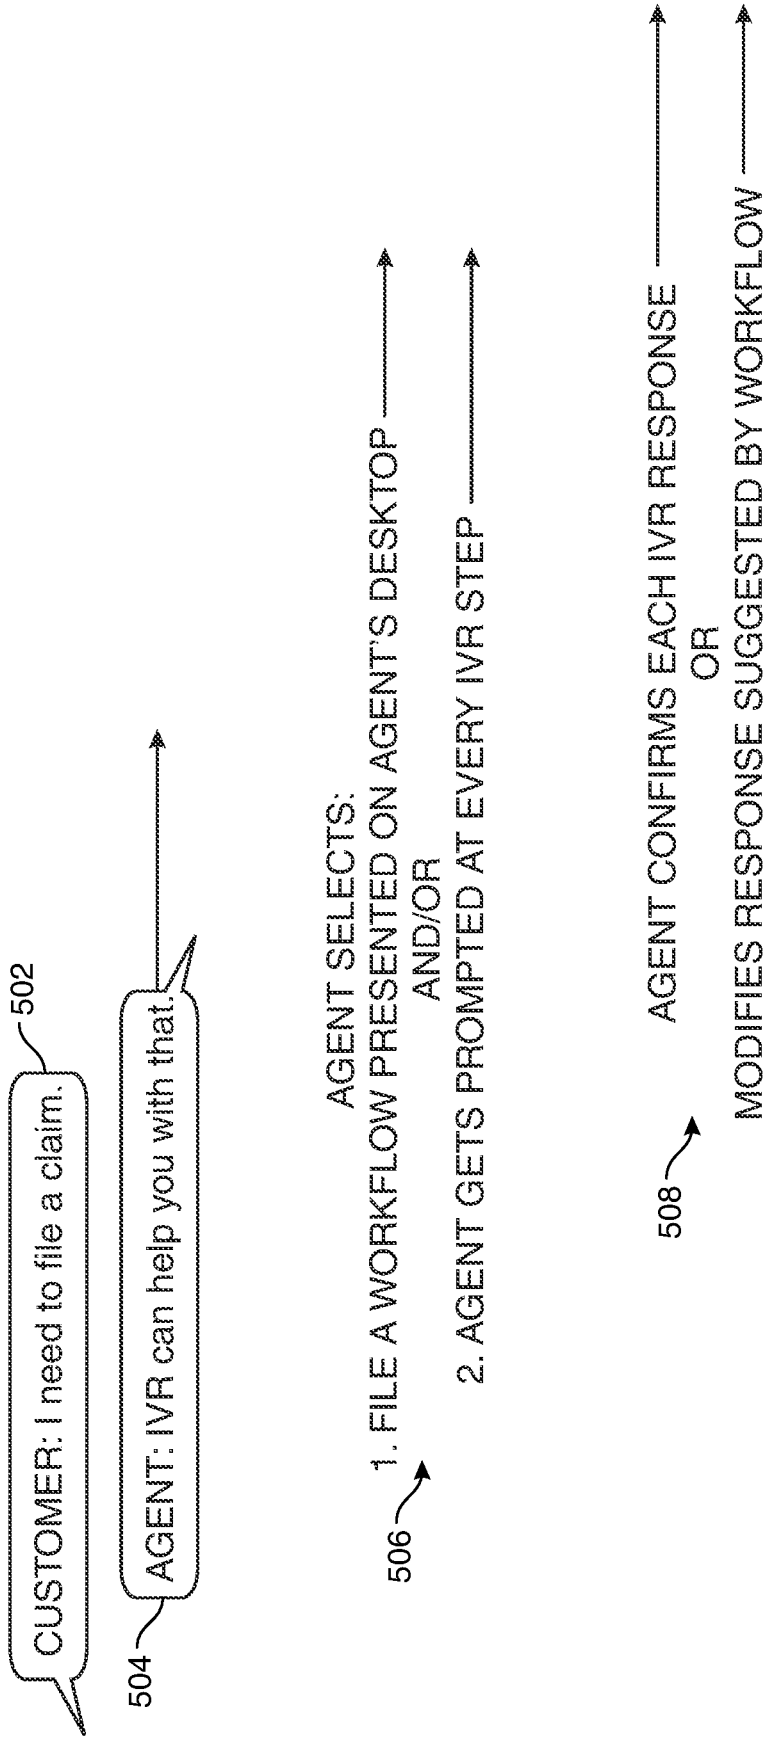 CUSTOMER: I need to file a claim.
502
AGENT: IVR can help you with that.
504
AGENT SELECTS:
1. FILE A WORKFLOW PRESENTED ON AGENT'S DESKTOP
AND/OR
2. AGENT GETS PROMPTED AT EVERY IVR STEP
506
AGENT CONFIRMS EACH IVR RESPONSE
OR
MODIFIES RESPONSE SUGGESTED BY WORKFLOW
508